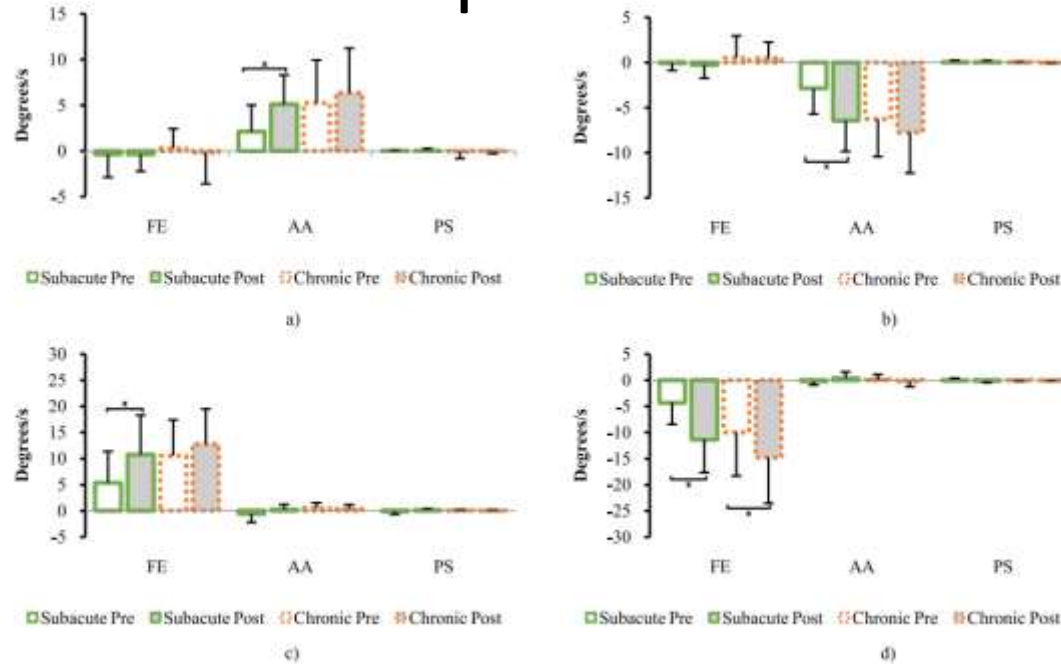 15
10
5
0
-5
Degrees/s
*
FE AA PS
Subacute Pre Subacute Post Chronic Pre Chronic Post
a)
5
0
-5
-10
-15
Degrees/s
*
FE AA PS
Subacute Pre Subacute Post Chronic Pre Chronic Post
b)
30
25
20
15
10
5
0
-5
Degrees/s
*
FE AA PS
Subacute Pre Subacute Post Chronic Pre Chronic Post
c)
5
0
-5
-10
-15
-20
-25
-30
Degrees/s
*
*
FE AA PS
Subacute Pre Subacute Post Chronic Pre Chronic Post
d)